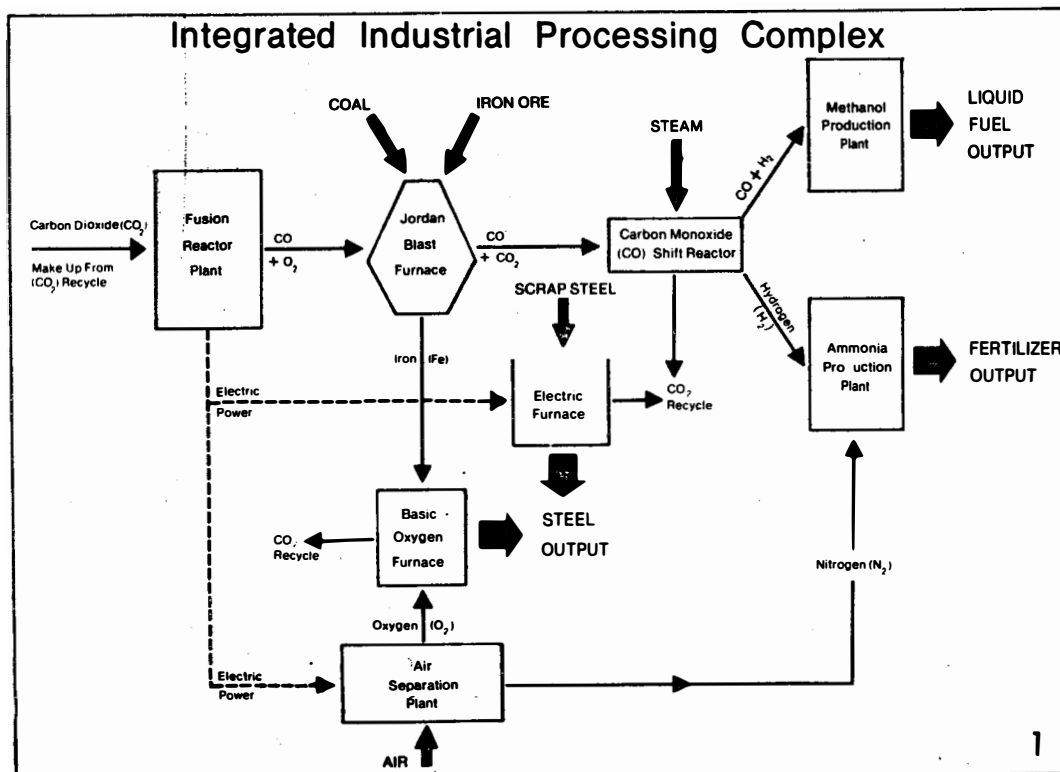 Integrated Industrial Processing Complex
COAL
IRON ORE
STEAM
Methanol
Production
Plant
LIQUID
FUEL
OUTPUT
CO + H₂
Carbon Dioxide (CO₂)
Make Up From
(CO₂) Recycle
Fusion
Reactor
Plant
CO
+ O₂
Jordan
Blast
Furnace
CO
+ CO₂
Carbon Monoxide
(CO) Shift Reactor
SCRAP STEEL
Hydrogen
(H₂)
Iron (Fe)
Ammonia
Pro uction
Plant
FERTILIZER
OUTPUT
Electric
Power
Electric
Furnace
CO₂
Recycle
Basic
Oxygen
Furnace
STEEL
OUTPUT
CO₂
Recycle
Nitrogen (N₂)
Oxygen (O₂)
Electric
Power
Air
Separation
Plant
AIR
1